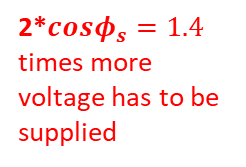 2*cosϕₛ = 1.4
times more
voltage has to be
supplied